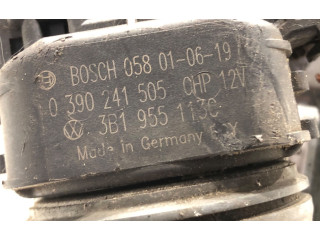 BOSCH 058 01-06-19
0 390 241 505 CHP 12V
3B1 955 113C
Made in Germany